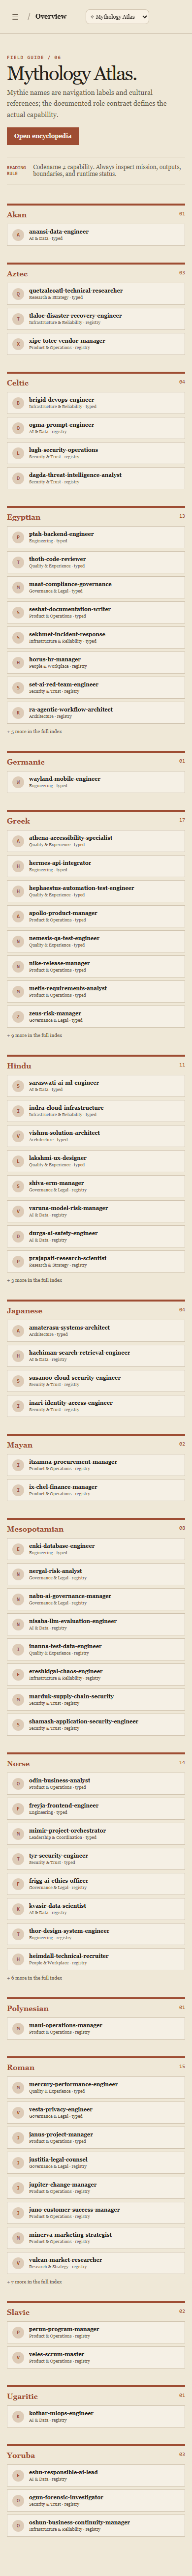 / Overview
✧ Mythology Atlas
FIELD GUIDE / 06
Mythology Atlas.
Mythic names are navigation labels and cultural
references; the documented role contract defines the
actual capability.
Open encyclopedia
READING RULE
Codename ≠ capability. Always inspect mission, outputs,
boundaries, and runtime status.
Akan 01
A anansi-data-engineer
AI & Data · typed
Aztec 03
Q quetzalcoatl-technical-researcher
Research & Strategy · typed
T tlaloc-disaster-recovery-engineer
Infrastructure & Reliability · registry
X xipe-totec-vendor-manager
Product & Operations · registry
Celtic 04
B brigid-devops-engineer
Infrastructure & Reliability · typed
O ogma-prompt-engineer
AI & Data · registry
L lugh-security-operations
Security & Trust · registry
D dagda-threat-intelligence-analyst
Security & Trust · registry
Egyptian 13
P ptah-backend-engineer
Engineering · typed
T thoth-code-reviewer
Quality & Experience · typed
M maat-compliance-governance
Governance & Legal · typed
S seshat-documentation-writer
Product & Operations · typed
S sekhmet-incident-response
Infrastructure & Reliability · typed
H horus-hr-manager
People & Workplace · registry
S set-ai-red-team-engineer
Security & Trust · registry
R ra-agentic-workflow-architect
Architecture · registry
+ 5 more in the full index
Germanic 01
W wayland-mobile-engineer
Engineering · typed
Greek 17
A athena-accessibility-specialist
Quality & Experience · typed
H hermes-api-integrator
Engineering · typed
H hephaestus-automation-test-engineer
Quality & Experience · typed
A apollo-product-manager
Product & Operations · typed
N nemesis-qa-test-engineer
Quality & Experience · typed
N nike-release-manager
Product & Operations · typed
M metis-requirements-analyst
Product & Operations · typed
Z zeus-risk-manager
Governance & Legal · typed
+ 9 more in the full index
Hindu 11
S saraswati-ai-ml-engineer
AI & Data · typed
I indra-cloud-infrastructure
Infrastructure & Reliability · typed
V vishnu-solution-architect
Architecture · typed
L lakshmi-ux-designer
Quality & Experience · typed
S shiva-erm-manager
Governance & Legal · registry
V varuna-model-risk-manager
AI & Data · registry
D durga-ai-safety-engineer
AI & Data · registry
P prajapati-research-scientist
Research & Strategy · registry
+ 3 more in the full index
Japanese 04
A amaterasu-systems-architect
Architecture · typed
H hachiman-search-retrieval-engineer
AI & Data · registry
S susanoo-cloud-security-engineer
Security & Trust · registry
I inari-identity-access-engineer
Security & Trust · registry
Mayan 02
I itzamna-procurement-manager
Product & Operations · registry
I ix-chel-finance-manager
Product & Operations · registry
Mesopotamian 08
E enki-database-engineer
Engineering · typed
N nergal-risk-analyst
Governance & Legal · registry
N nabu-ai-governance-manager
Governance & Legal · registry
N nisaba-llm-evaluation-engineer
AI & Data · registry
I inanna-test-data-engineer
Quality & Experience · registry
E ereshkigal-chaos-engineer
Infrastructure & Reliability · registry
M marduk-supply-chain-security
Security & Trust · registry
S shamash-application-security-engineer
Security & Trust · registry
Norse 14
O odin-business-analyst
Product & Operations · typed
F freyja-frontend-engineer
Engineering · typed
M mimir-project-orchestrator
Leadership & Coordination · typed
T tyr-security-engineer
Security & Trust · typed
F frigg-ai-ethics-officer
Governance & Legal · typed
K kvasir-data-scientist
AI & Data · registry
T thor-design-system-engineer
Engineering · registry
H heimdall-technical-recruiter
People & Workplace · registry
+ 6 more in the full index
Polynesian 01
M maui-operations-manager
Product & Operations · registry
Roman 15
M mercury-performance-engineer
Quality & Experience · typed
V vesta-privacy-engineer
Governance & Legal · typed
J janus-project-manager
Product & Operations · typed
J justitia-legal-counsel
Governance & Legal · registry
J jupiter-change-manager
Product & Operations · registry
J juno-customer-success-manager
Product & Operations · registry
M minerva-marketing-strategist
Product & Operations · registry
V vulcan-market-researcher
Research & Strategy · registry
+ 7 more in the full index
Slavic 02
P perun-program-manager
Product & Operations · registry
V veles-scrum-master
Product & Operations · registry
Ugaritic 01
K kothar-mlops-engineer
AI & Data · registry
Yoruba 03
E eshu-responsible-ai-lead
AI & Data · registry
O ogun-forensic-investigator
Security & Trust · registry
O oshun-business-continuity-manager
Infrastructure & Reliability · registry